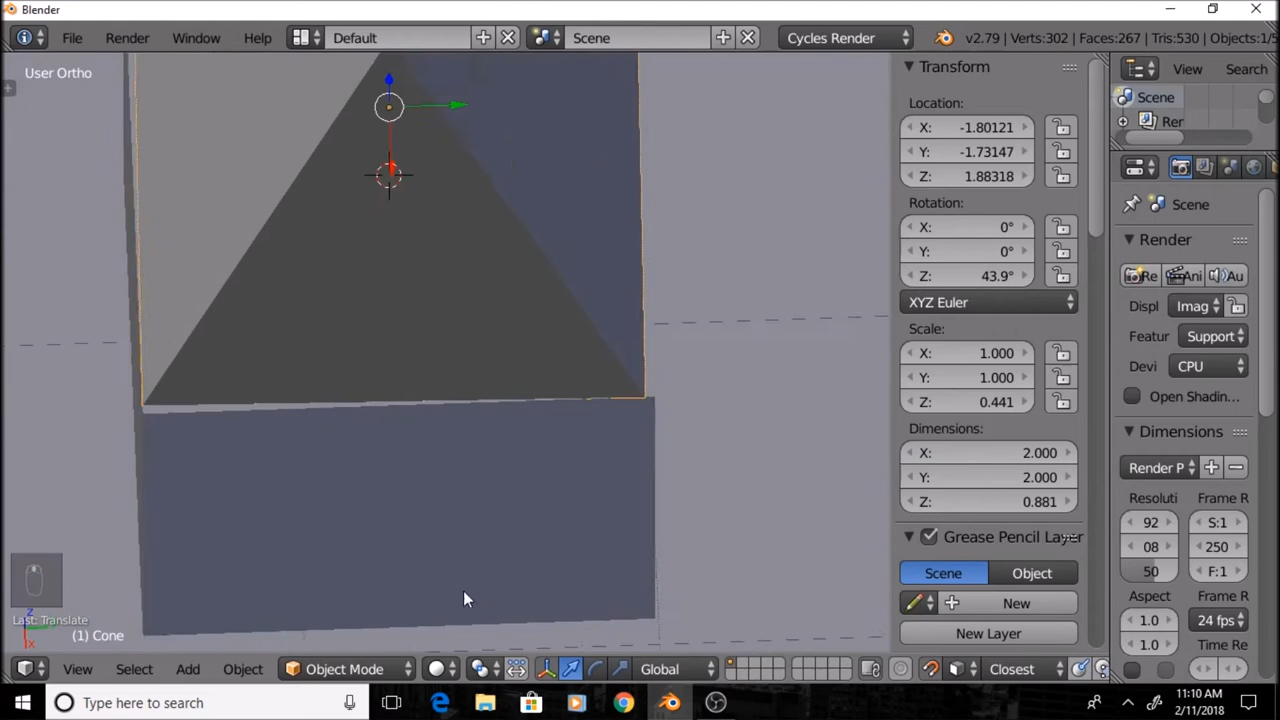 Blender
File Render Window Help Default Scene Cycles Render v2.79 | Verts:302 | Faces:267 | Tris:530 | Objects:1/5
User Ortho
Transform
Location:
X: -1.80121
Y: -1.73147
Z: 1.88318
Rotation:
X: 0°
Y: 0°
Z: 43.9°
XYZ Euler
Scale:
X: 1.000
Y: 1.000
Z: 0.441
Dimensions:
X: 2.000
Y: 2.000
Z: 0.881
Grease Pencil Layer
Scene Object
New
New Layer
View Search
Scene
Rer
Scene
Render
Re Ani Au
Displ Imag
Featur Support
Devi CPU
Open Shadin...
Dimensions
Render P
Resoluti Frame R
92 S:1
08 250
50 F:1
Aspect Frame R
1.0 24 fps
1.0 Time Re
Last: Translate
z
x
(1) Cone
View Select Add Object Object Mode Global Closest
Type here to search
11:10 AM
2/11/2018